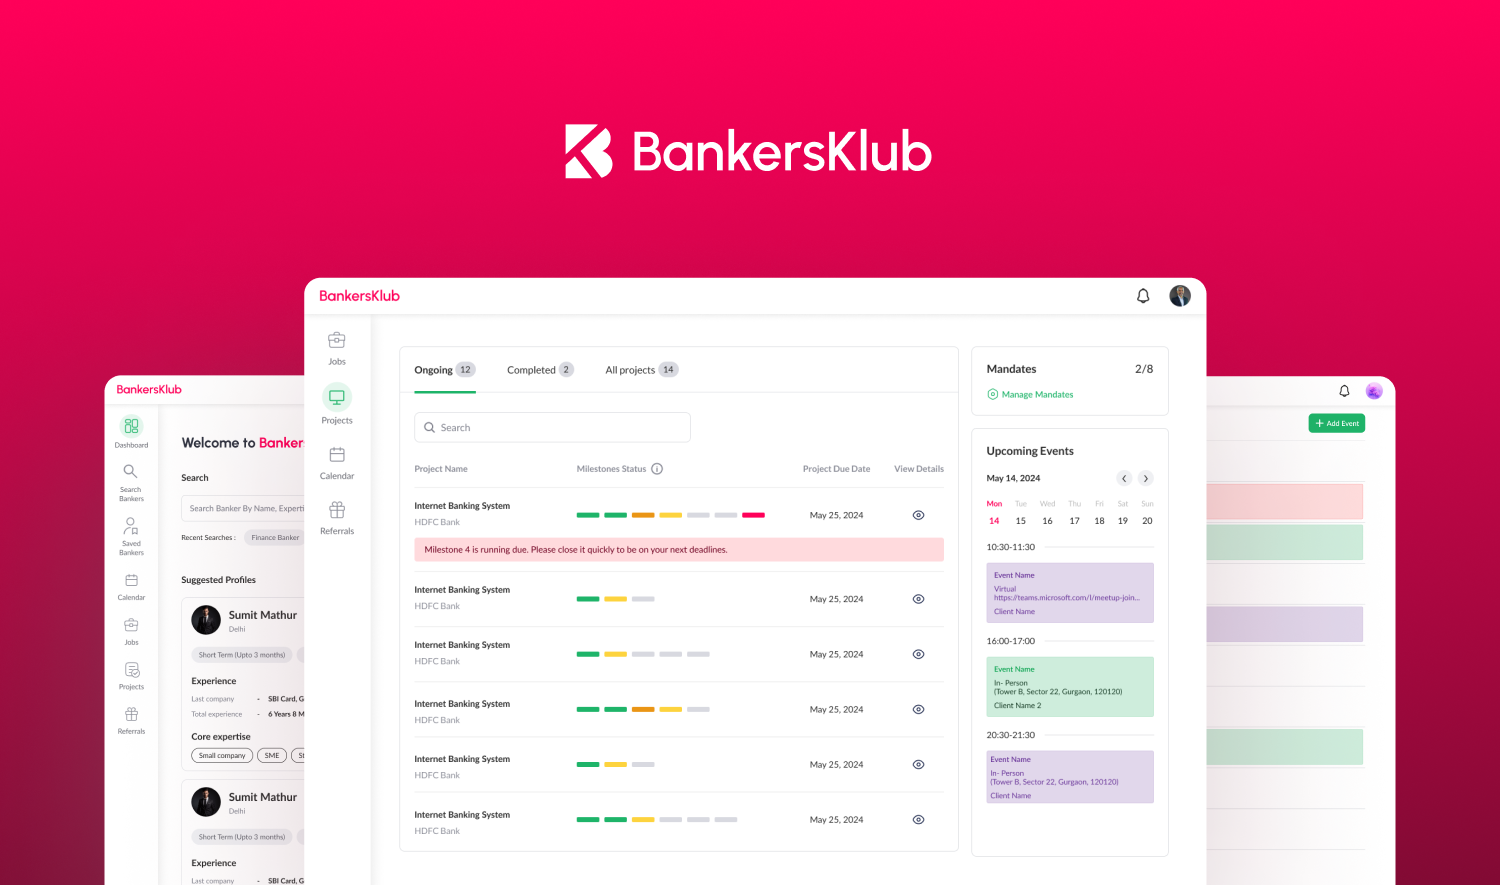 BankersKlub
BankersKlub
Jobs
Projects
Calendar
Referrals
Ongoing 12 Completed 2 All projects 14
Search
Project Name Milestones Status Project Due Date View Details
Internet Banking System
HDFC Bank
May 25, 2024
Milestone 4 is running due. Please close it quickly to be on your next deadlines.
Internet Banking System
HDFC Bank
May 25, 2024
Internet Banking System
HDFC Bank
May 25, 2024
Internet Banking System
HDFC Bank
May 25, 2024
Internet Banking System
HDFC Bank
May 25, 2024
Internet Banking System
HDFC Bank
May 25, 2024
Mandates 2/8
Manage Mandates
Upcoming Events
May 14, 2024
Mon Tue Wed Thu Fri Sat Sun
14 15 16 17 18 19 20
10:30-11:30
Event Name
Virtual
https://teams.microsoft.com/l/meetup-join...
Client Name
16:00-17:00
Event Name
In- Person
(Tower B, Sector 22, Gurgaon, 120120)
Client Name 2
20:30-21:30
Event Name
In- Person
(Tower B, Sector 22, Gurgaon, 120120)
Client Name
BankersKlub
Dashboard
Search
Bankers
Saved
Bankers
Calendar
Jobs
Projects
Referrals
Welcome to Banker
Search
Search Banker By Name, Experti
Recent Searches : Finance Banker
Suggested Profiles
Sumit Mathur
Delhi
Short Term (Upto 3 months)
Experience
Last company - SBI Card, G
Total experience - 6 Years 8 M
Core expertise
Small company SME St
Sumit Mathur
Delhi
Short Term (Upto 3 months)
Experience
Last company - SBI Card, G
+ Add Event